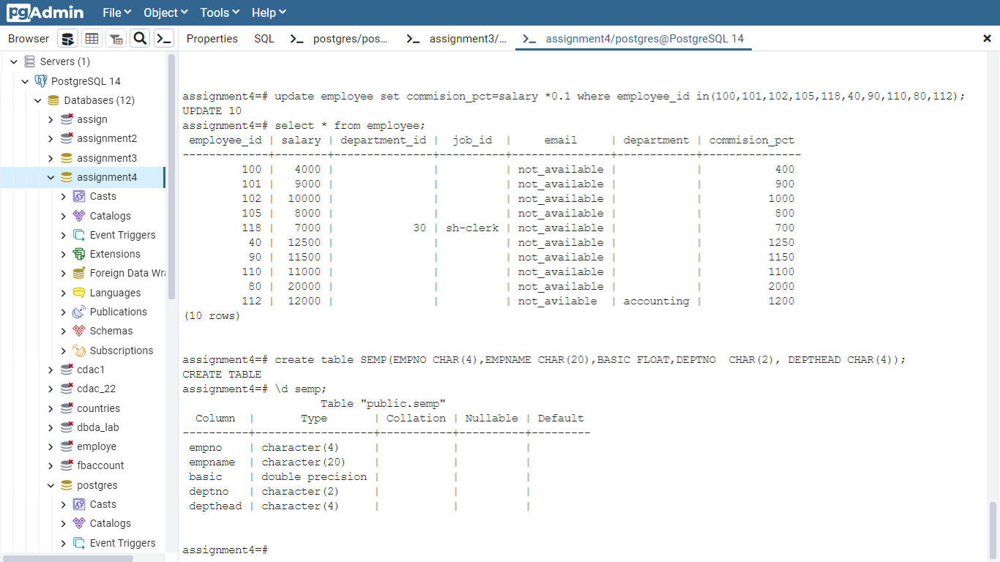 pgAdmin File Object Tools Help
Browser Properties SQL postgres/pos... assignment3/... assignment4/postgres@PostgreSQL 14
Servers (1)
PostgreSQL 14
Databases (12)
assign
assignment2
assignment3
assignment4
Casts
Catalogs
Event Triggers
Extensions
Foreign Data Wra
Languages
Publications
Schemas
Subscriptions
cdac1
cdac_22
countries
dbda_lab
employe
fbaccount
postgres
Casts
Catalogs
Event Triggers
assignment4=# update employee set commision_pct=salary *0.1 where employee_id in(100,101,102,105,118,40,90,110,80,112);
UPDATE 10
assignment4=# select * from employee;
 employee_id | salary | department_id |  job_id  |     email     | department | commision_pct
-------------+--------+---------------+----------+---------------+------------+---------------
         100 |   4000 |               |          | not_available |            |           400
         101 |   9000 |               |          | not_available |            |           900
         102 |  10000 |               |          | not_available |            |          1000
         105 |   8000 |               |          | not_available |            |           800
         118 |   7000 |            30 | sh-clerk | not_available |            |           700
          40 |  12500 |               |          | not_available |            |          1250
          90 |  11500 |               |          | not_available |            |          1150
         110 |  11000 |               |          | not_available |            |          1100
          80 |  20000 |               |          | not_available |            |          2000
         112 |  12000 |               |          | not_avilable  | accounting |          1200
(10 rows)
assignment4=# create table SEMP(EMPNO CHAR(4),EMPNAME CHAR(20),BASIC FLOAT,DEPTNO  CHAR(2), DEPTHEAD CHAR(4));
CREATE TABLE
assignment4=# \d semp;
                     Table "public.semp"
  Column  |       Type       | Collation | Nullable | Default
----------+------------------+-----------+----------+---------
 empno    | character(4)     |           |          |
 empname  | character(20)    |           |          |
 basic    | double precision |           |          |
 deptno   | character(2)     |           |          |
 depthead | character(4)     |           |          |
assignment4=#